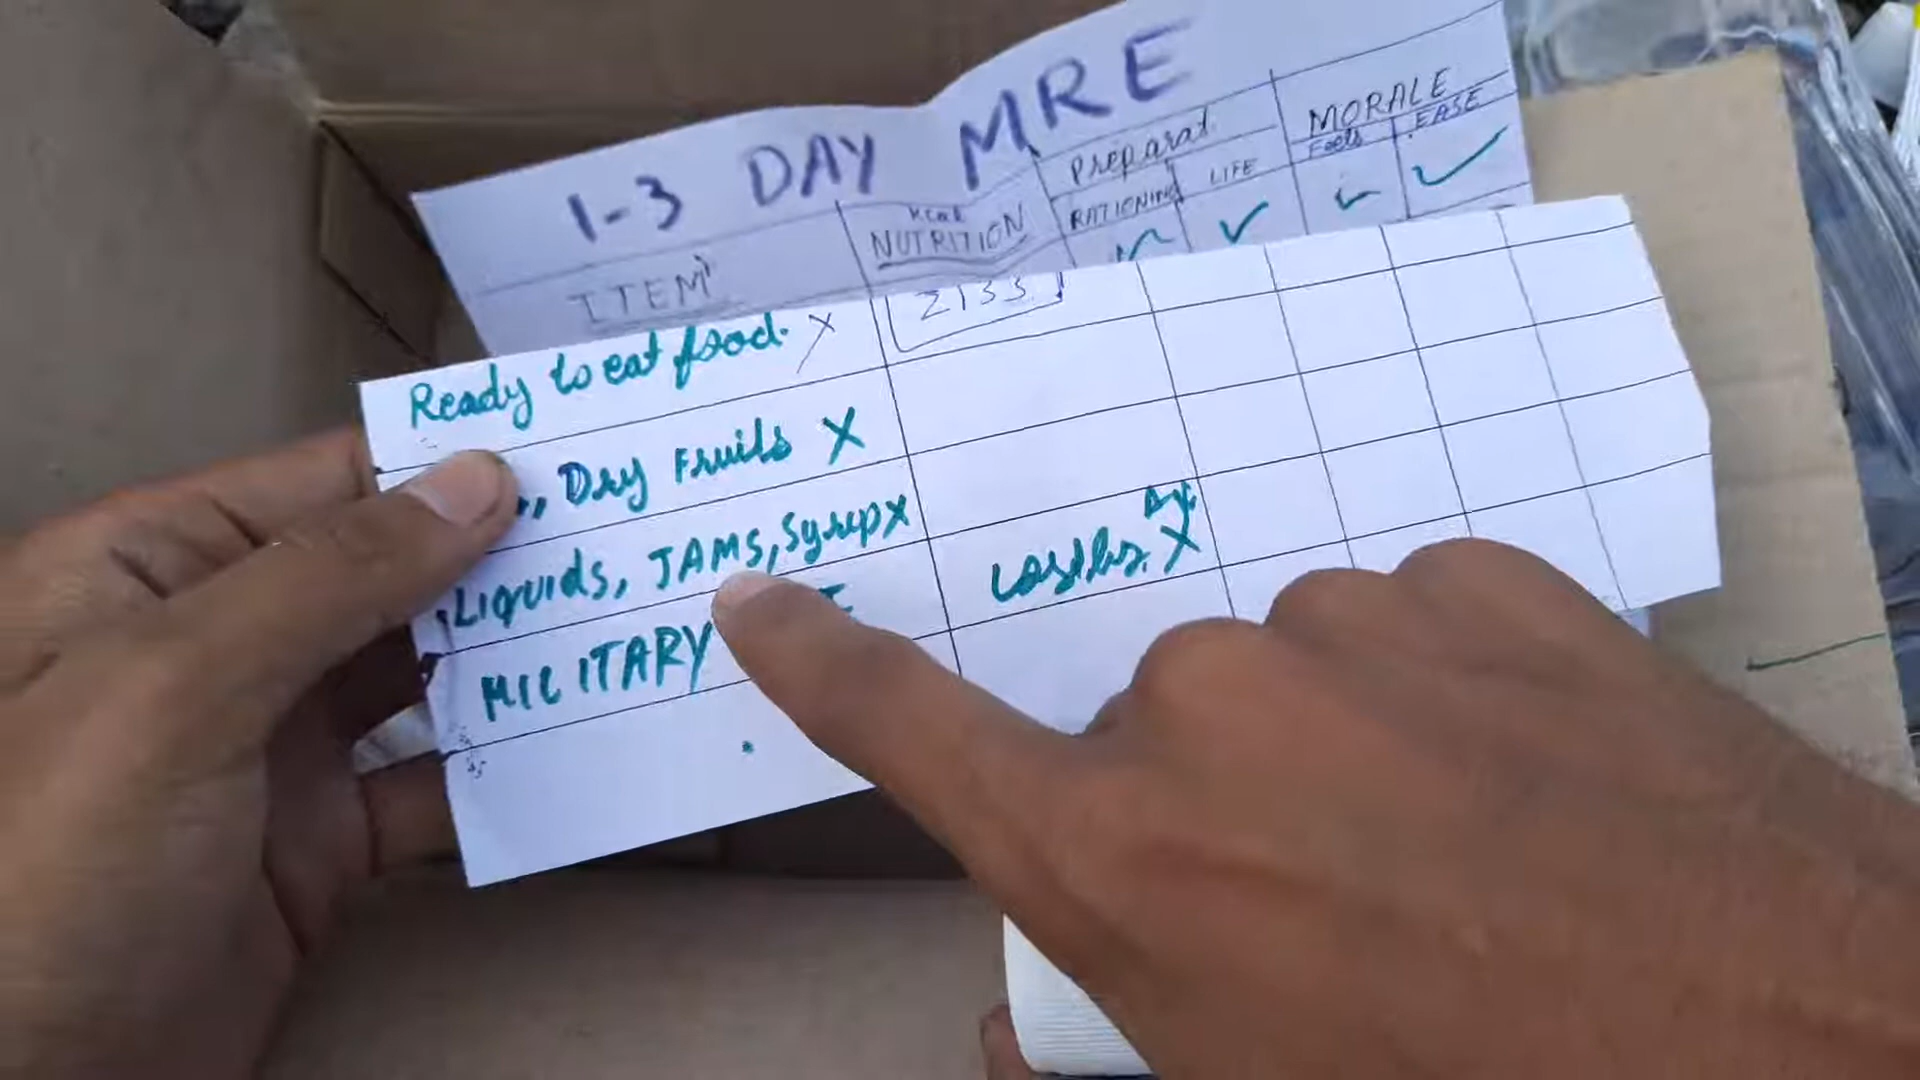 1-3 DAY MRE
ITEM
Kcal
NUTRITION
Preparat.
RATIONING
LIFE
MORALE
Feels
EASE
2133
Ready to eat food. X
Dry Fruits X
Liquids, JAMS, Syrup X
MILITARY